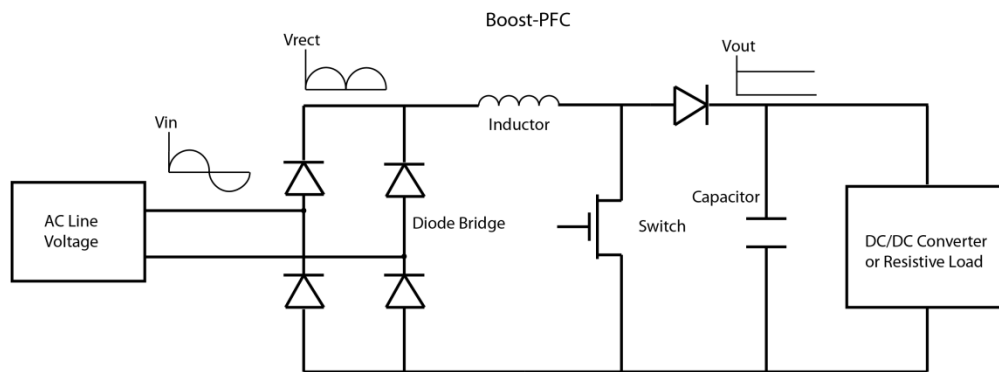 Boost-PFC
Vrect
Vout
Inductor
Vin
AC Line
Voltage
Diode Bridge
Switch
Capacitor
DC/DC Converter
or Resistive Load